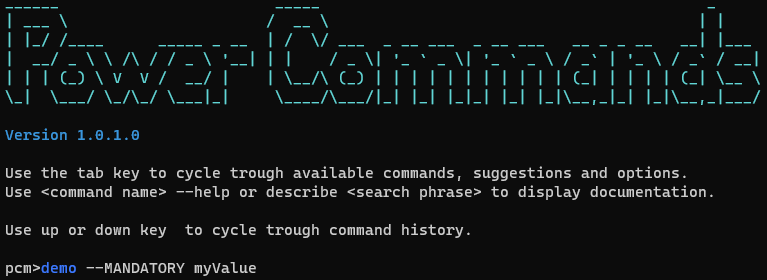 Power Commands
Version 1.0.1.0
Use the tab key to cycle trough available commands, suggestions and options.
Use <command name> --help or describe <search phrase> to display documentation.
Use up or down key  to cycle trough command history.
pcm>demo --MANDATORY myValue